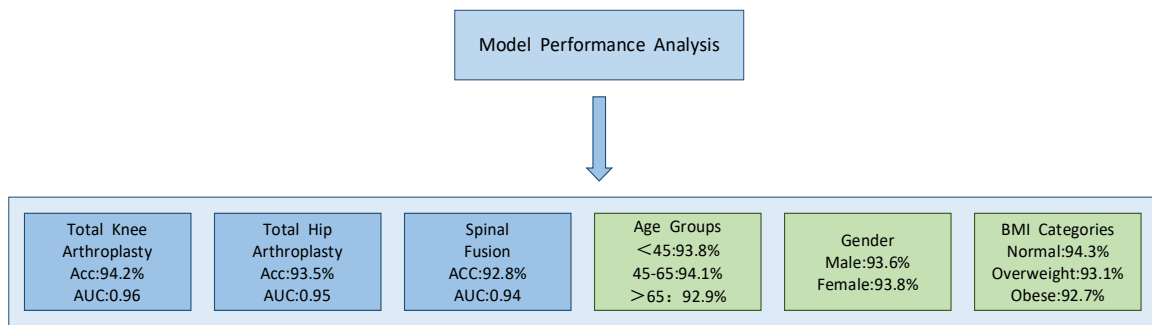 Model Performance Analysis
Total Knee
Arthroplasty
Acc:94.2%
AUC:0.96
Total Hip
Arthroplasty
Acc:93.5%
AUC:0.95
Spinal
Fusion
ACC:92.8%
AUC:0.94
Age Groups
＜45:93.8%
45-65:94.1%
＞65：92.9%
Gender
Male:93.6%
Female:93.8%
BMI Categories
Normal:94.3%
Overweight:93.1%
Obese:92.7%